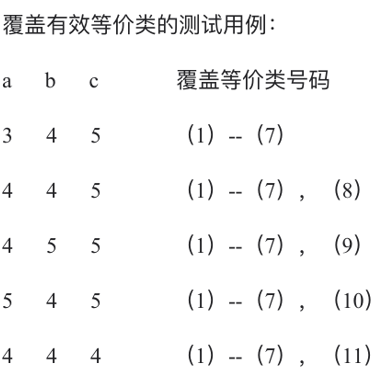 覆盖有效等价类的测试用例：
a b c 覆盖等价类号码
3 4 5 （1）--（7）
4 4 5 （1）--（7），（8）
4 5 5 （1）--（7），（9）
5 4 5 （1）--（7），（10）
4 4 4 （1）--（7），（11）